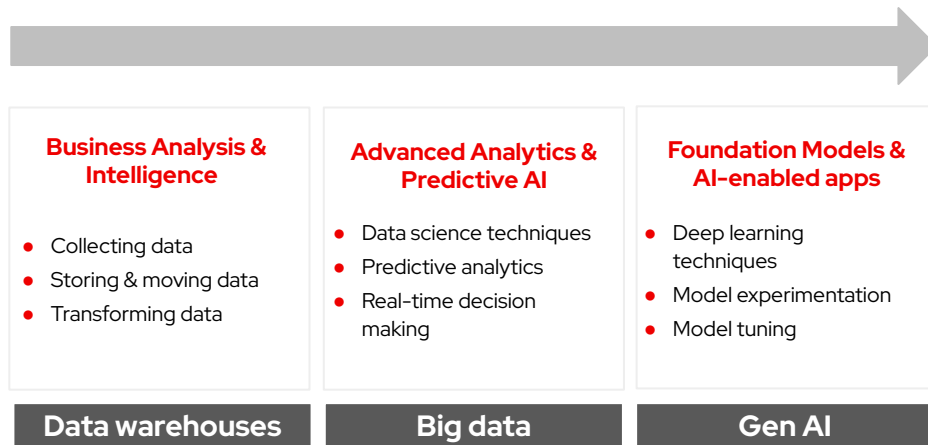 Business Analysis &
Intelligence
● Collecting data
● Storing & moving data
● Transforming data
Data warehouses
Advanced Analytics &
Predictive AI
● Data science techniques
● Predictive analytics
● Real-time decision
making
Big data
Foundation Models &
AI-enabled apps
● Deep learning
techniques
● Model experimentation
● Model tuning
Gen AI